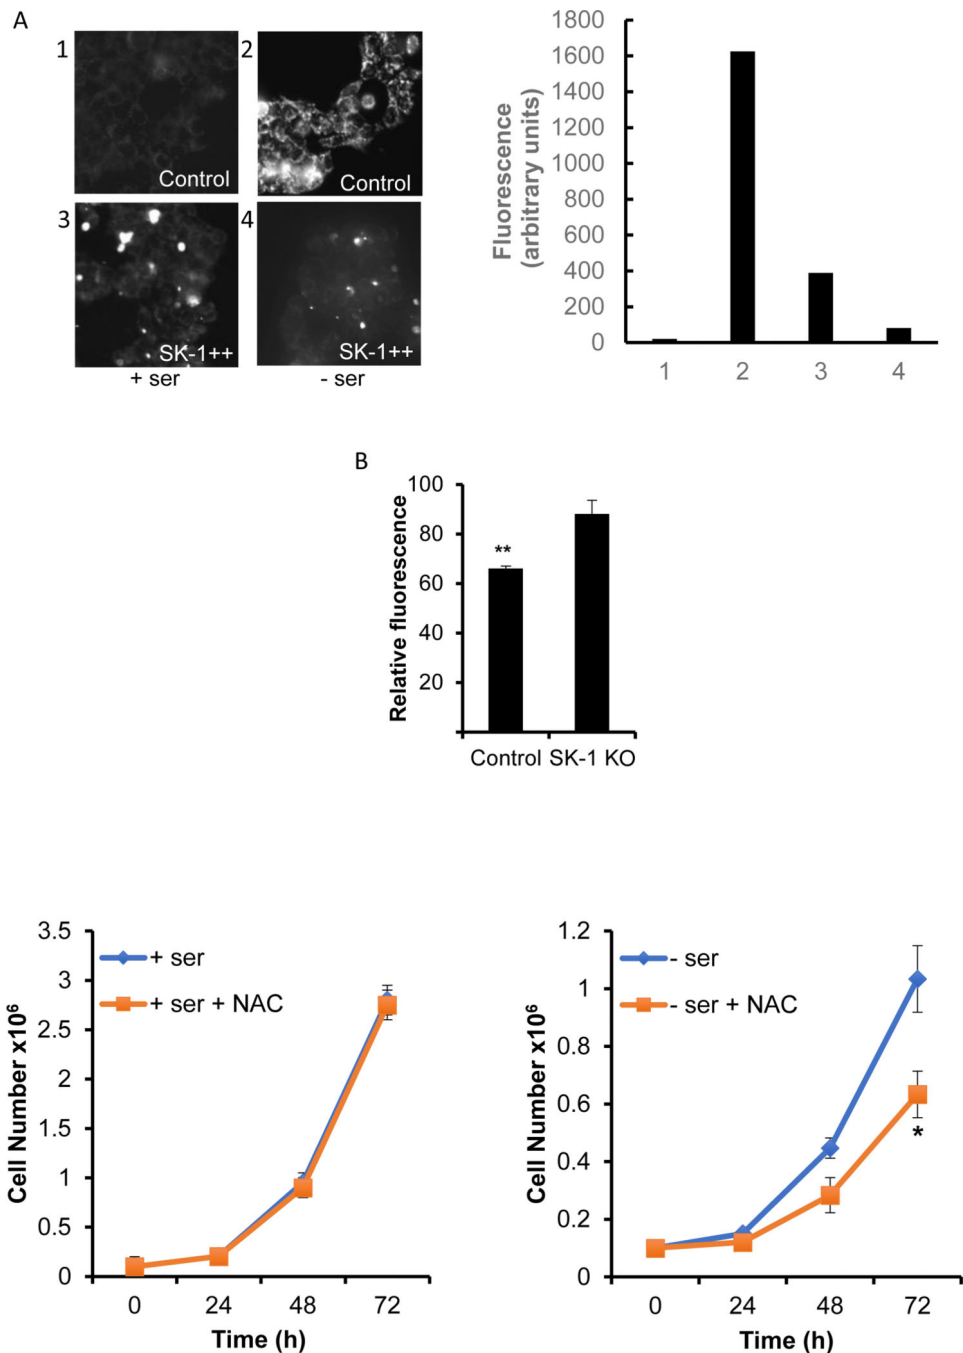 A
1
2
Control
Control
3
4
SK-1++
SK-1++
+ ser
- ser
Fluorescence
(arbitrary units)
1800
1600
1400
1200
1000
800
600
400
200
0
1 2 3 4
B
Relative fluorescence
100
80
60
40
20
**
Control SK-1 KO
Cell Number x10⁶
3.5
3
2.5
2
1.5
1
0.5
0
+ ser
+ ser + NAC
0 24 48 72
Time (h)
Cell Number x10⁶
1.2
1
0.8
0.6
0.4
0.2
0
- ser
- ser + NAC
*
0 24 48 72
Time (h)